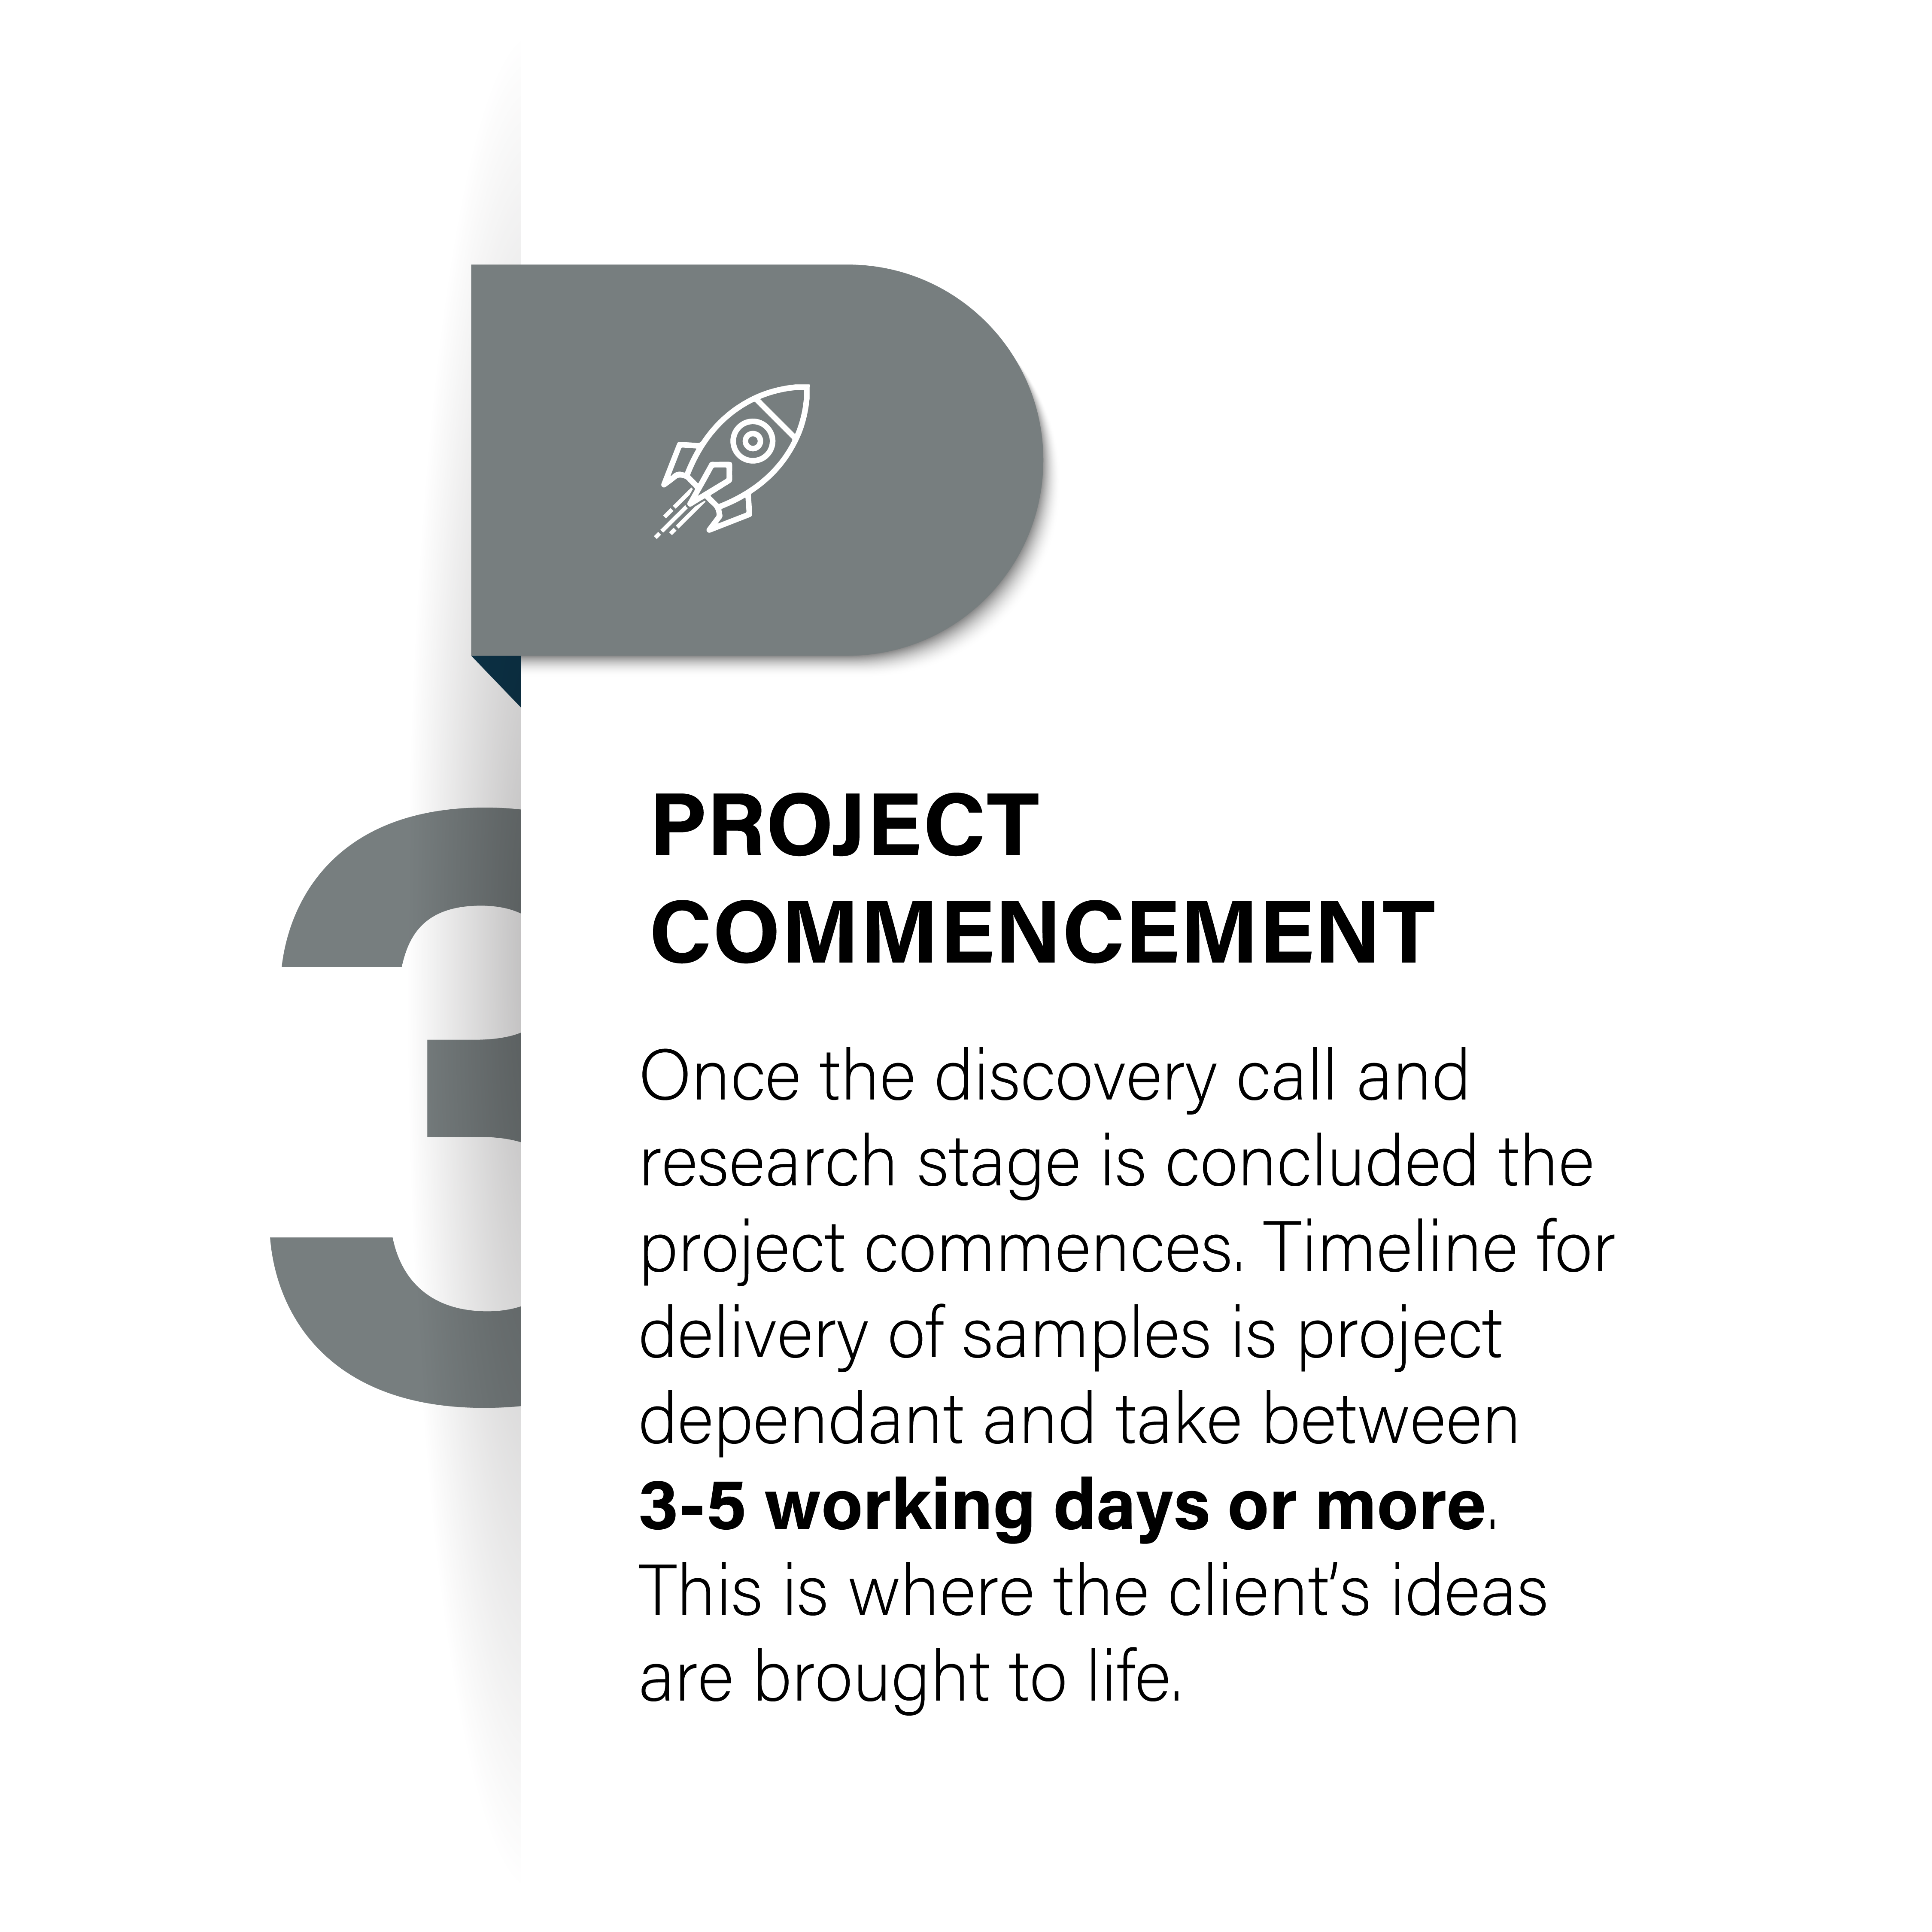 3
PROJECT
COMMENCEMENT
Once the discovery call and
research stage is concluded the
project commences. Timeline for
delivery of samples is project
dependant and take between
3-5 working days or more.
This is where the client's ideas
are brought to life.